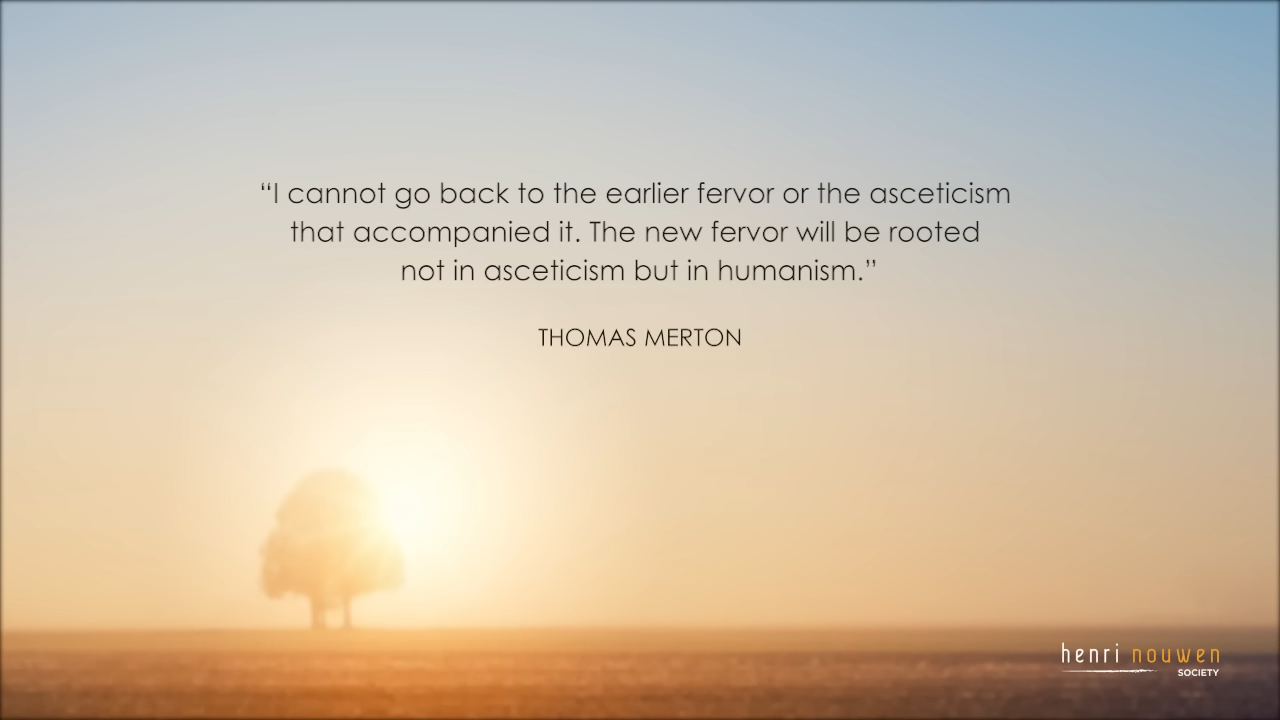 “I cannot go back to the earlier fervor or the asceticism
that accompanied it. The new fervor will be rooted
not in asceticism but in humanism.”
THOMAS MERTON
henri nouwen
SOCIETY